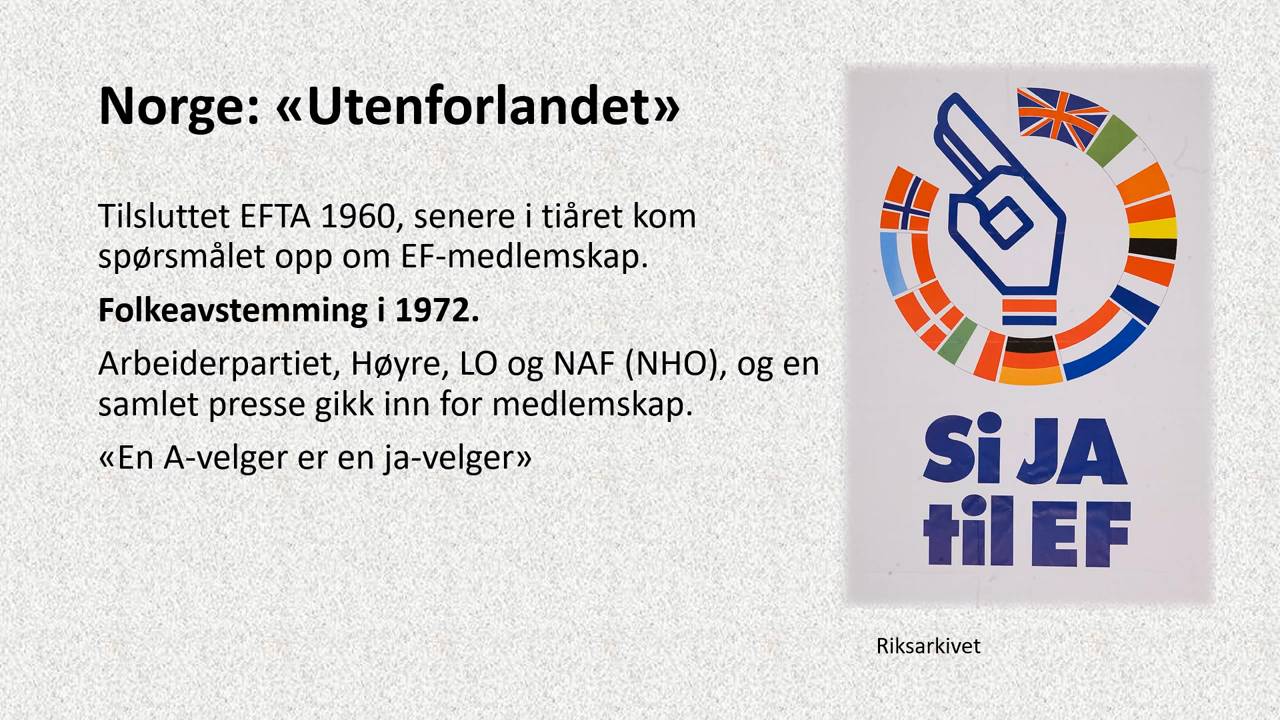 Norge: «Utenforlandet»
Tilsluttet EFTA 1960, senere i tiåret kom
spørsmålet opp om EF-medlemskap.
Folkeavstemming i 1972.
Arbeiderpartiet, Høyre, LO og NAF (NHO), og en
samlet presse gikk inn for medlemskap.
«En A-velger er en ja-velger»
Si JA
til EF
Riksarkivet